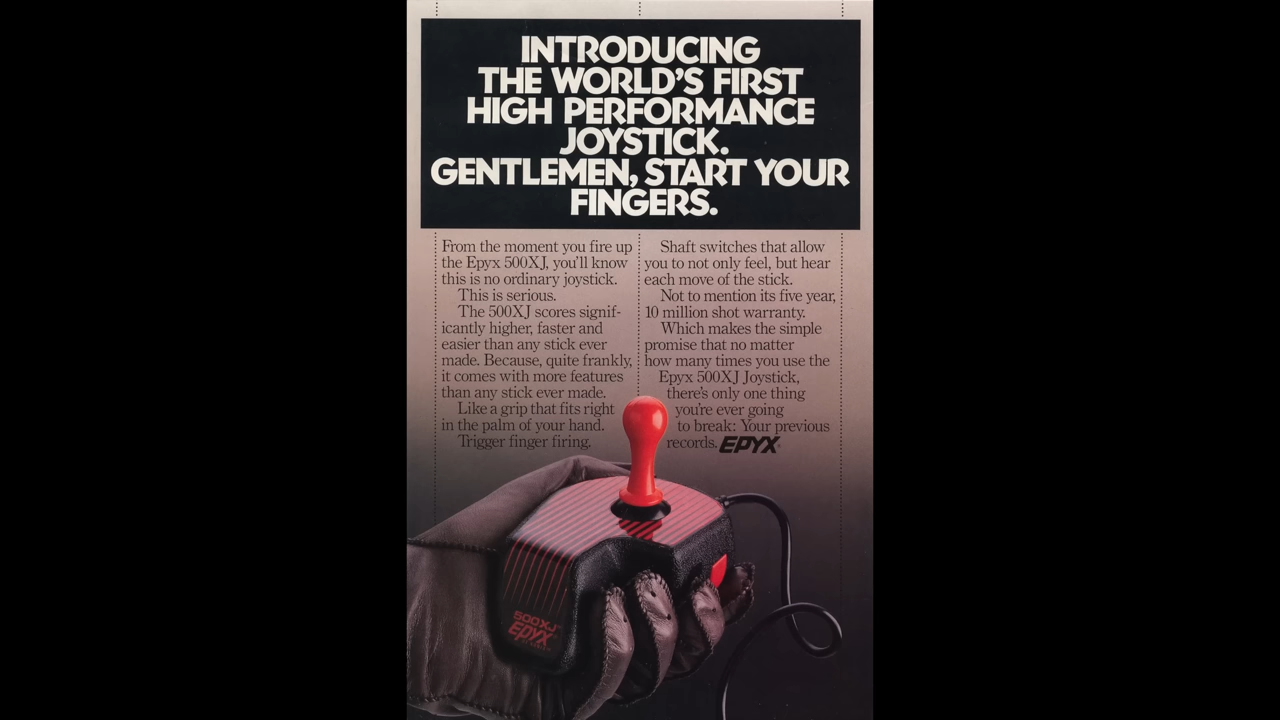 INTRODUCING
THE WORLD'S FIRST
HIGH PERFORMANCE
JOYSTICK.
GENTLEMEN, START YOUR
FINGERS.
From the moment you fire up
the Epyx 500XJ, you'll know
this is no ordinary joystick.
This is serious.
The 500XJ scores signif-
icantly higher, faster and
easier than any stick ever
made. Because, quite frankly,
it comes with more features
than any stick ever made.
Like a grip that fits right
in the palm of your hand.
Trigger finger firing.
Shaft switches that allow
you to not only feel, but hear
each move of the stick.
Not to mention its five year,
10 million shot warranty.
Which makes the simple
promise that no matter
how many times you use the
Epyx 500XJ Joystick,
there's only one thing
you're ever going
to break: Your previous
records. EPYX
500XJ
EPYX